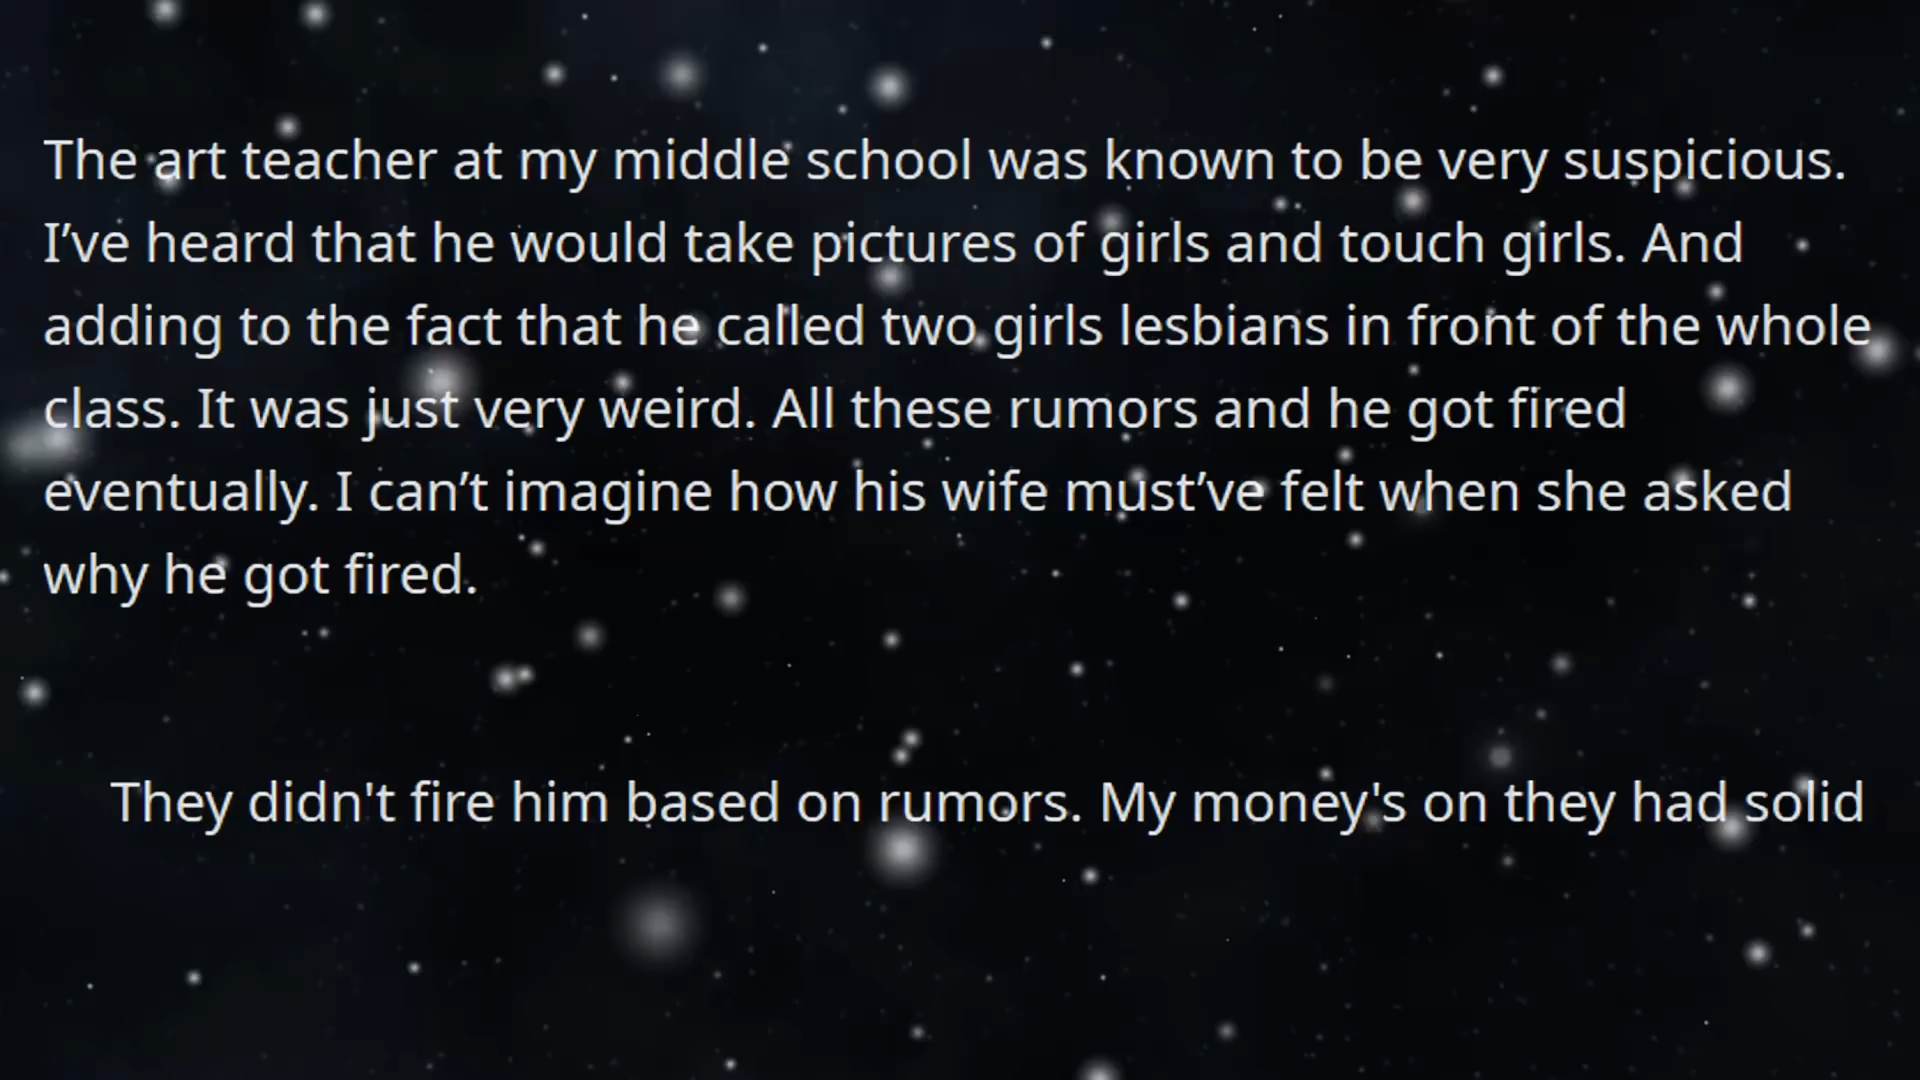 The art teacher at my middle school was known to be very suspicious.
I’ve heard that he would take pictures of girls and touch girls. And
adding to the fact that he called two girls lesbians in front of the whole
class. It was just very weird. All these rumors and he got fired
eventually. I can’t imagine how his wife must’ve felt when she asked
why he got fired.
They didn't fire him based on rumors. My money's on they had solid